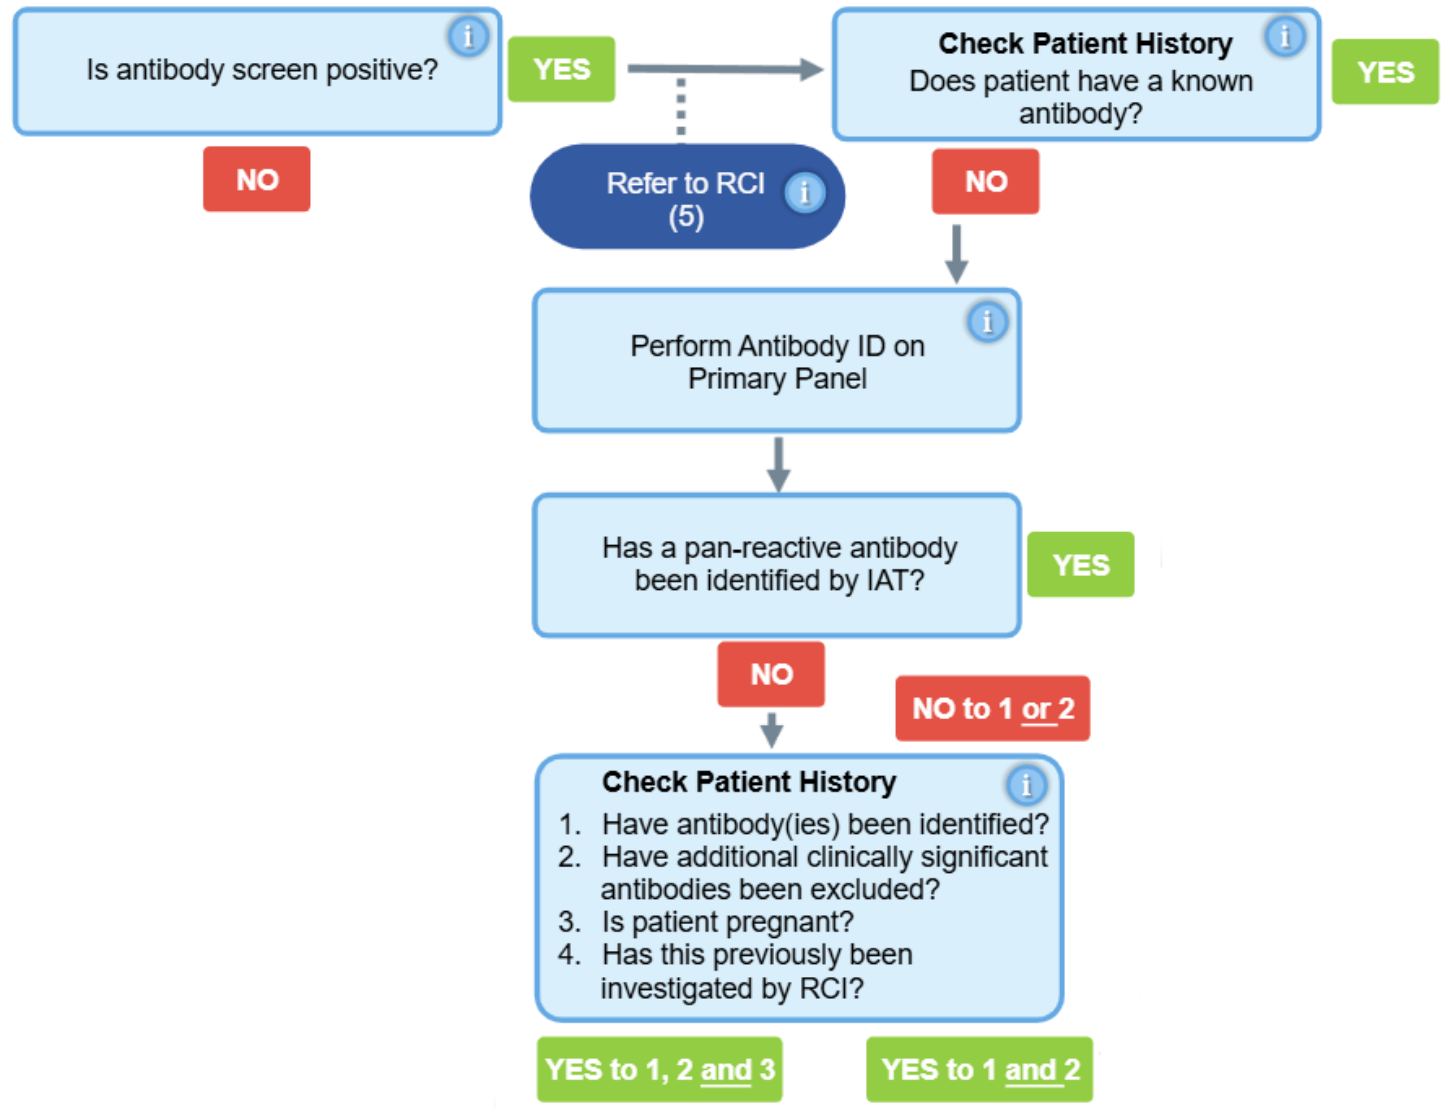 Is antibody screen positive?
i
YES
NO
Refer to RCI
(5)
i
Check Patient History
Does patient have a known
antibody?
i
YES
NO
Perform Antibody ID on
Primary Panel
i
Has a pan-reactive antibody
been identified by IAT?
YES
NO
NO to 1 or 2
Check Patient History
i
1. Have antibody(ies) been identified?
2. Have additional clinically significant
antibodies been excluded?
3. Is patient pregnant?
4. Has this previously been
investigated by RCI?
YES to 1, 2 and 3
YES to 1 and 2